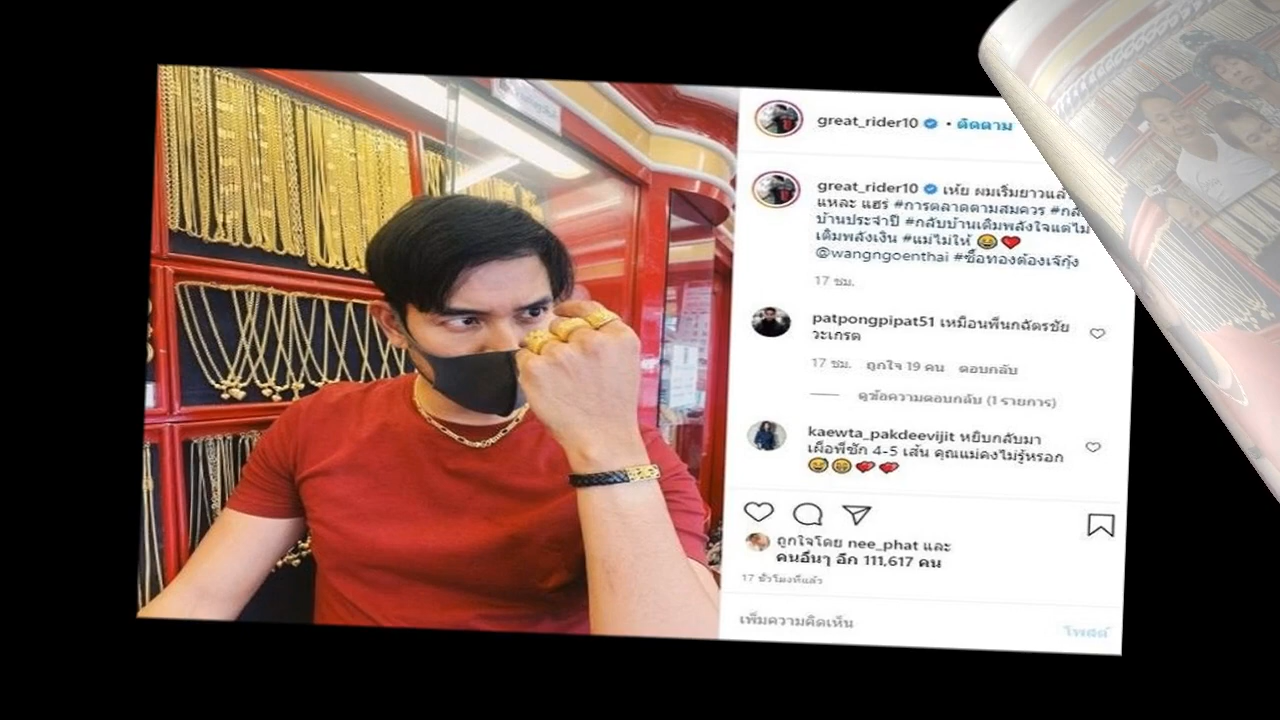 great_rider10 • ติดตาม
great_rider10 เห้ย ผมเริ่มยาวแล้ว
แหละ แฮร่ #การตลาดตามสมควร
บ้านประจำปี #กลับบ้านเติมพลังใจแต่ไม่
เติมพลังเงิน #แม่ไม่ให้ 😂❤️
@wangngoenthai #ซื้อทองต้องเจ๊กุ้ง
17 ชม.
patpongpipat51 เหมือนพี่นกฉัตรชัย
วะเกรต
17 ชม. ถูกใจ 19 คน ตอบกลับ
ดูข้อความตอบกลับ (1 รายการ)
kaewta_pakdeevijit หยิบกลับมา
เผื่อพี่ซัก 4-5 เส้น คุณแม่คงไม่รู้หรอก
😅😁💕💕
ถูกใจโดย nee_phat และ
คนอื่นๆ อีก 111,617 คน
17 ชั่วโมงที่แล้ว
เพิ่มความคิดเห็น
โพสต์